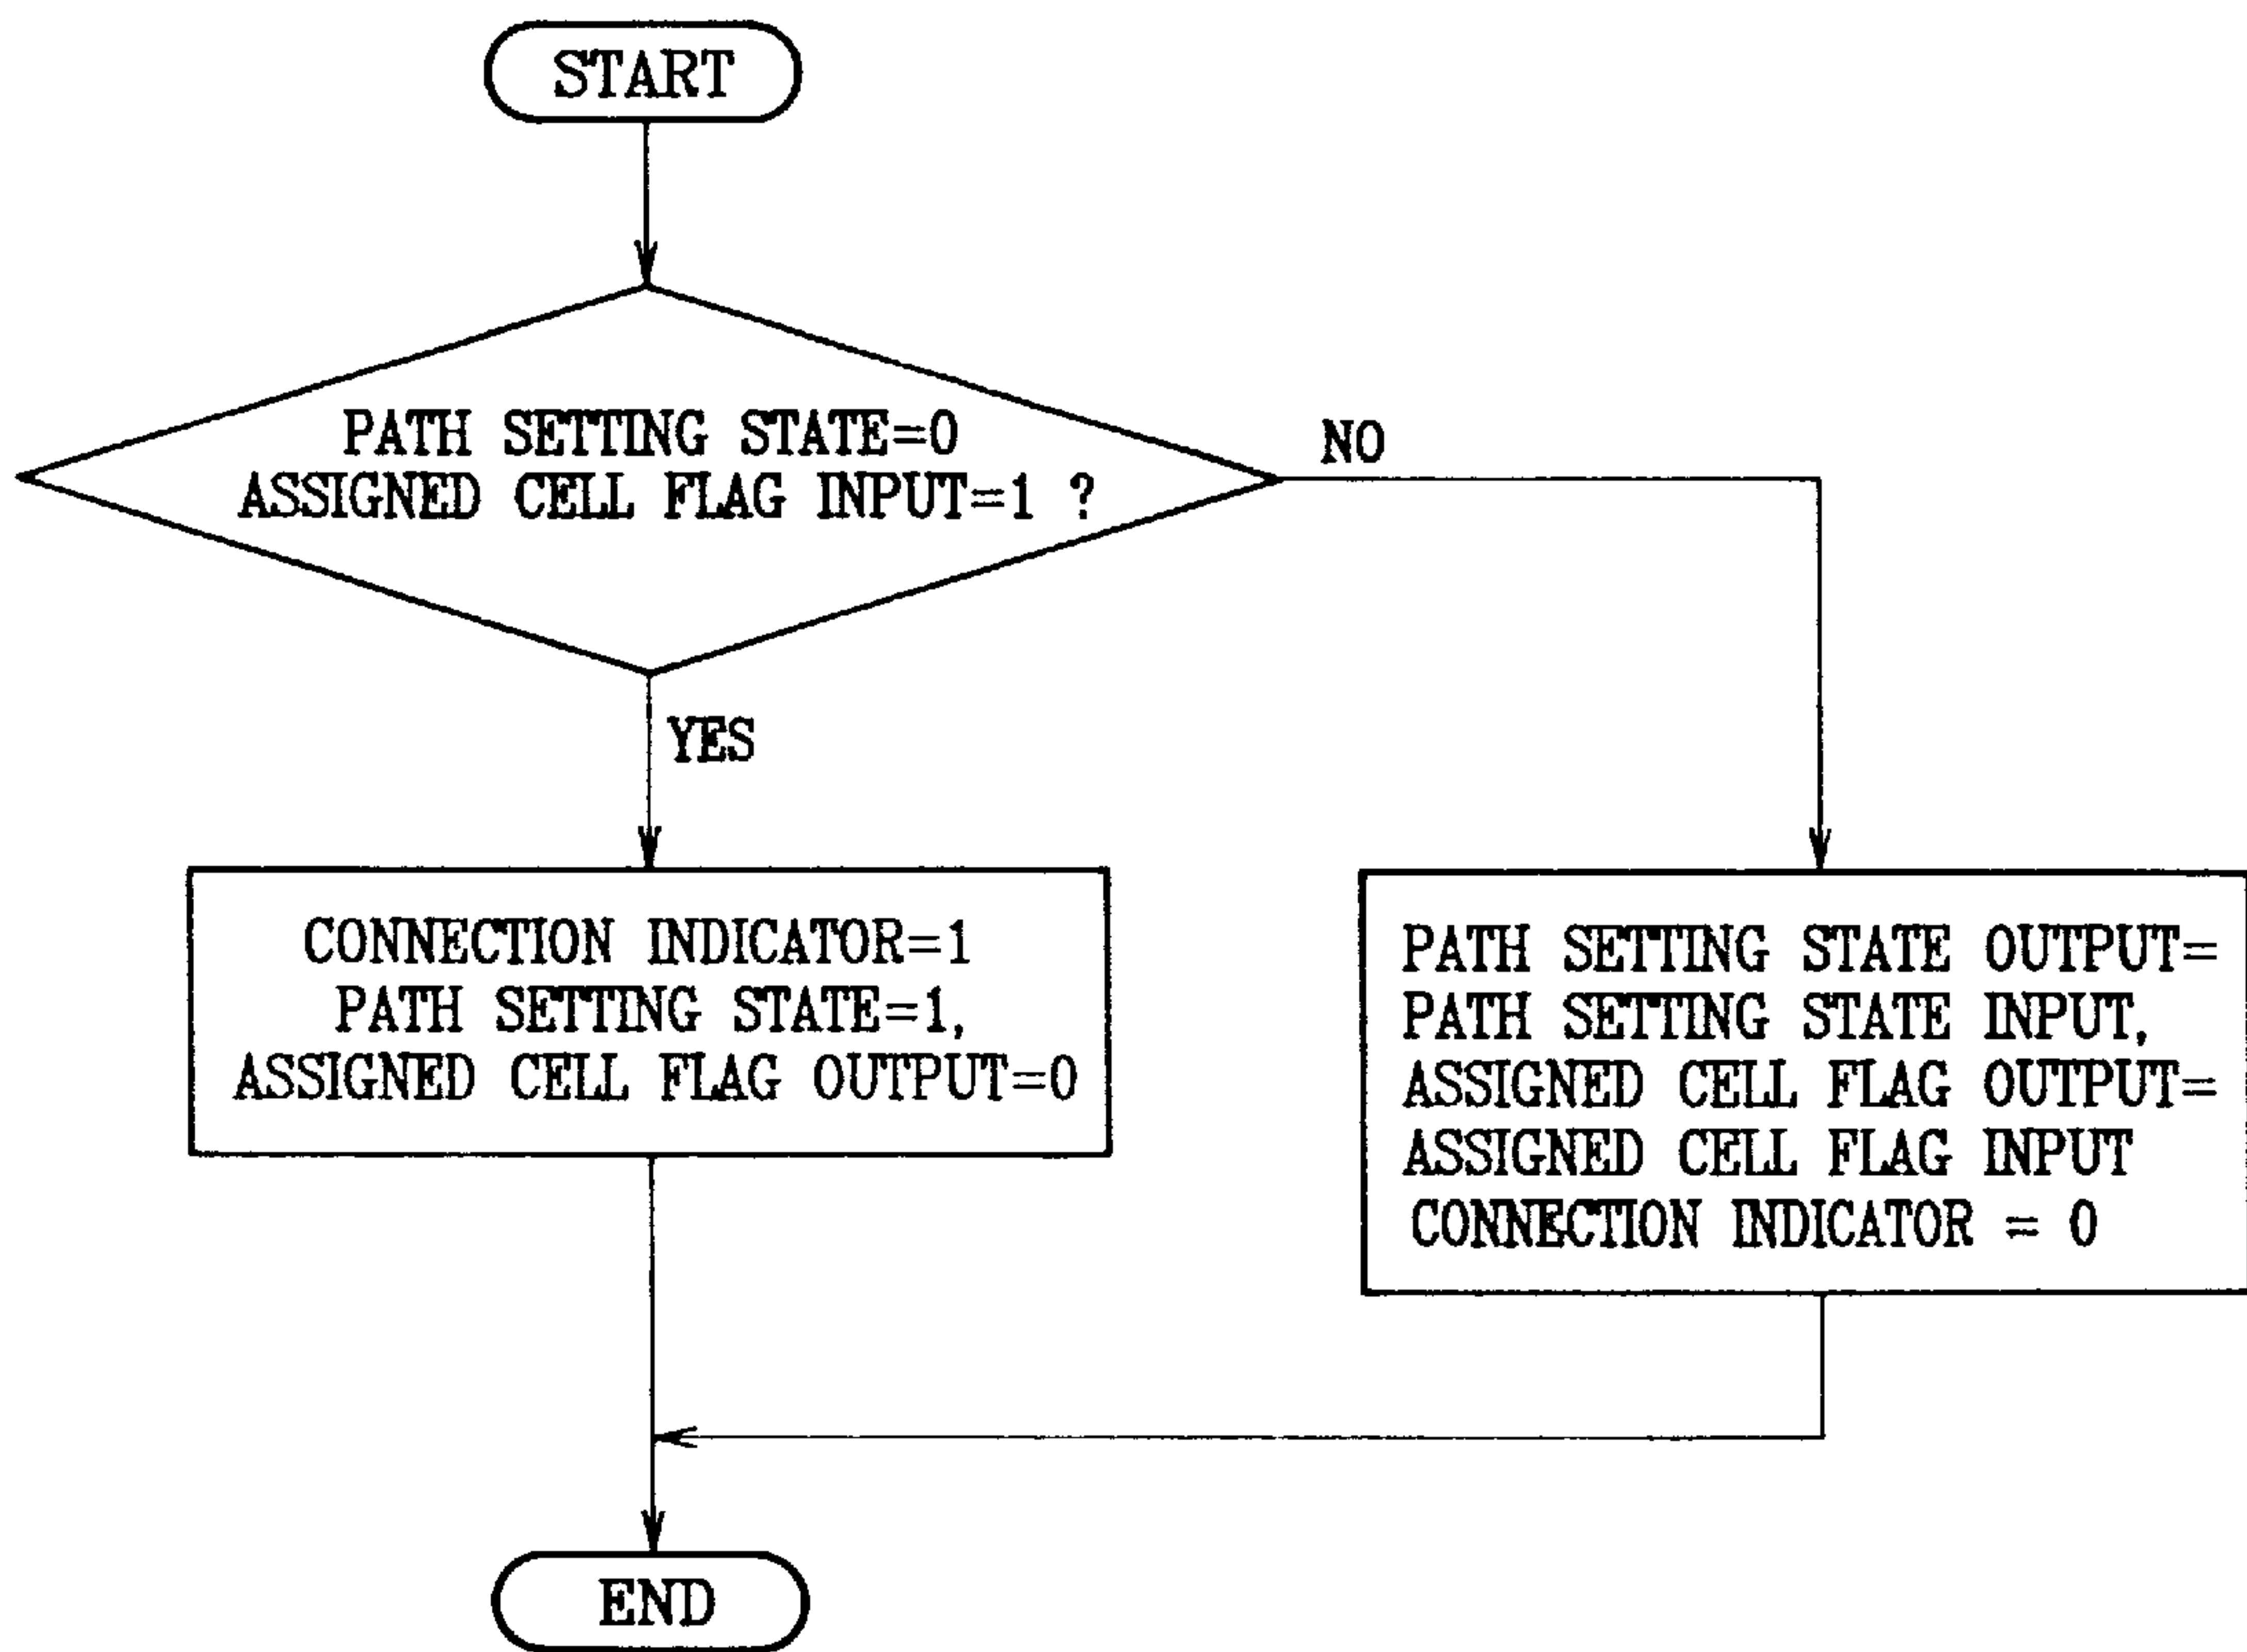 START
PATH SETTING STATE=0
ASSIGNED CELL FLAG INPUT=1 ?
NO
YES
CONNECTION INDICATOR=1
PATH SETTING STATE=1,
ASSIGNED CELL FLAG OUTPUT=0
PATH SETTING STATE OUTPUT=
PATH SETTING STATE INPUT,
ASSIGNED CELL FLAG OUTPUT=
ASSIGNED CELL FLAG INPUT
CONNECTION INDICATOR = 0
END